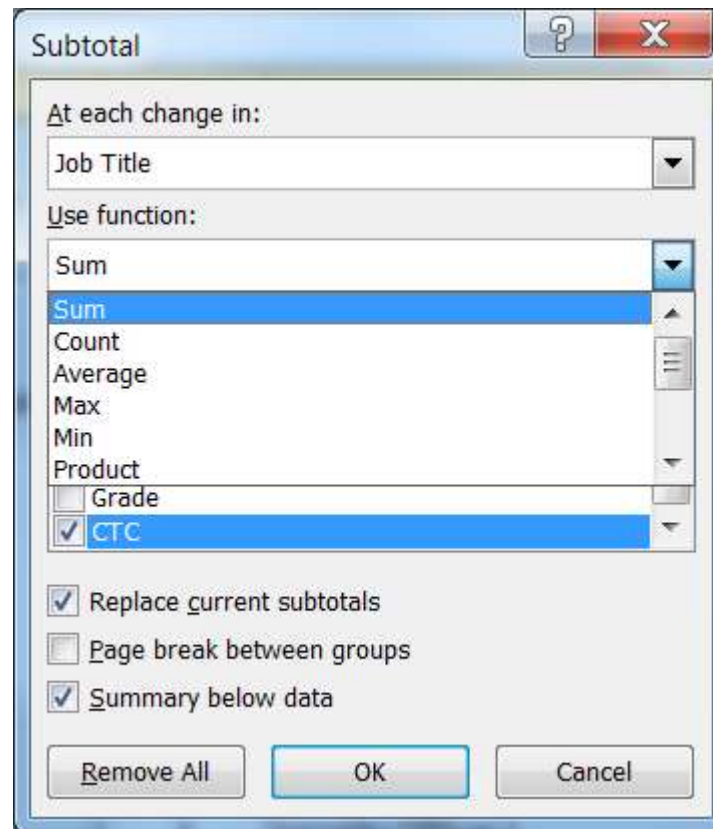 Subtotal
At each change in:
Job Title
Use function:
Sum
Sum
Count
Average
Max
Min
Product
Grade
CTC
Replace current subtotals
Page break between groups
Summary below data
Remove All OK Cancel